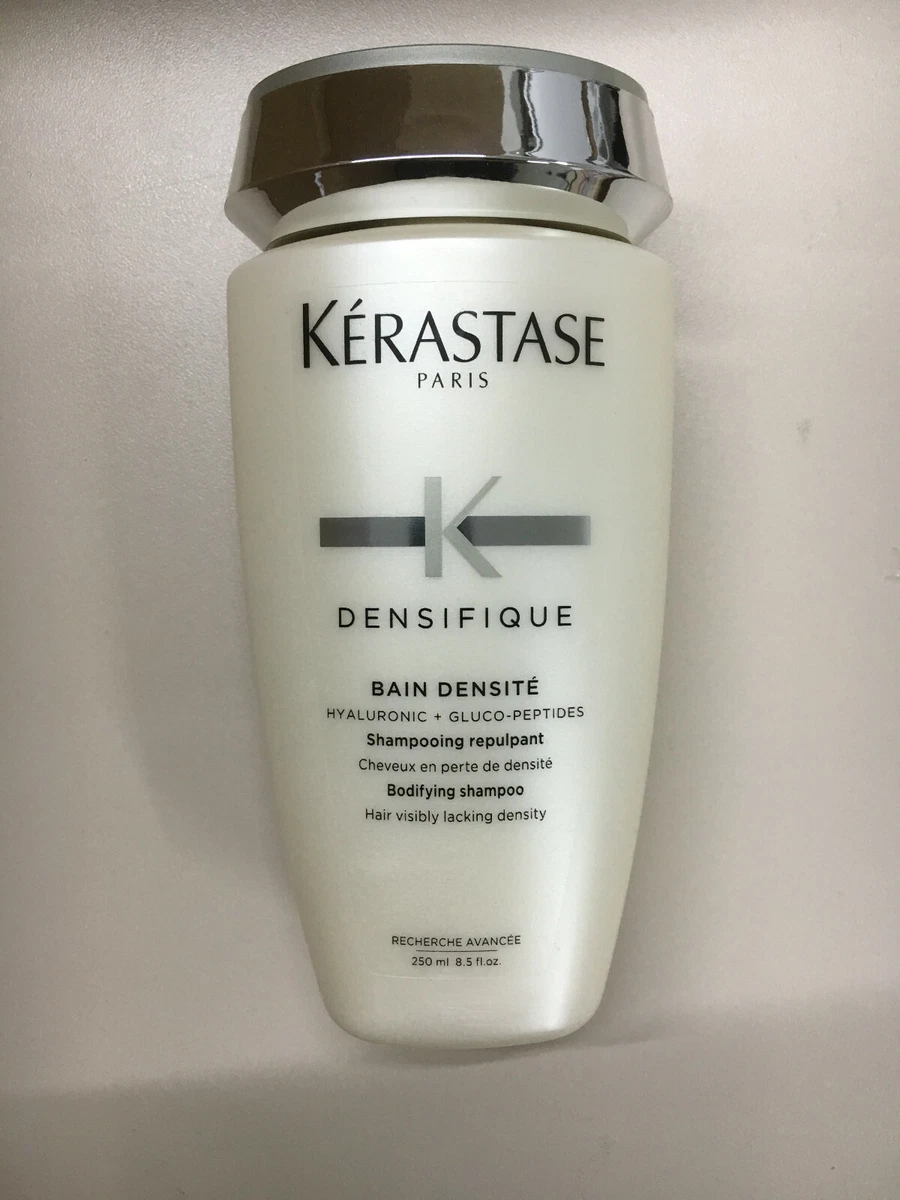 KÉRASTASE
PARIS
K
DENSIFIQUE
BAIN DENSITÉ
HYALURONIC + GLUCO-PEPTIDES
Shampooing repulpant
Cheveux en perte de densité
Bodifying shampoo
Hair visibly lacking density
RECHERCHE AVANCÉE
250 ml 8.5 fl.oz.